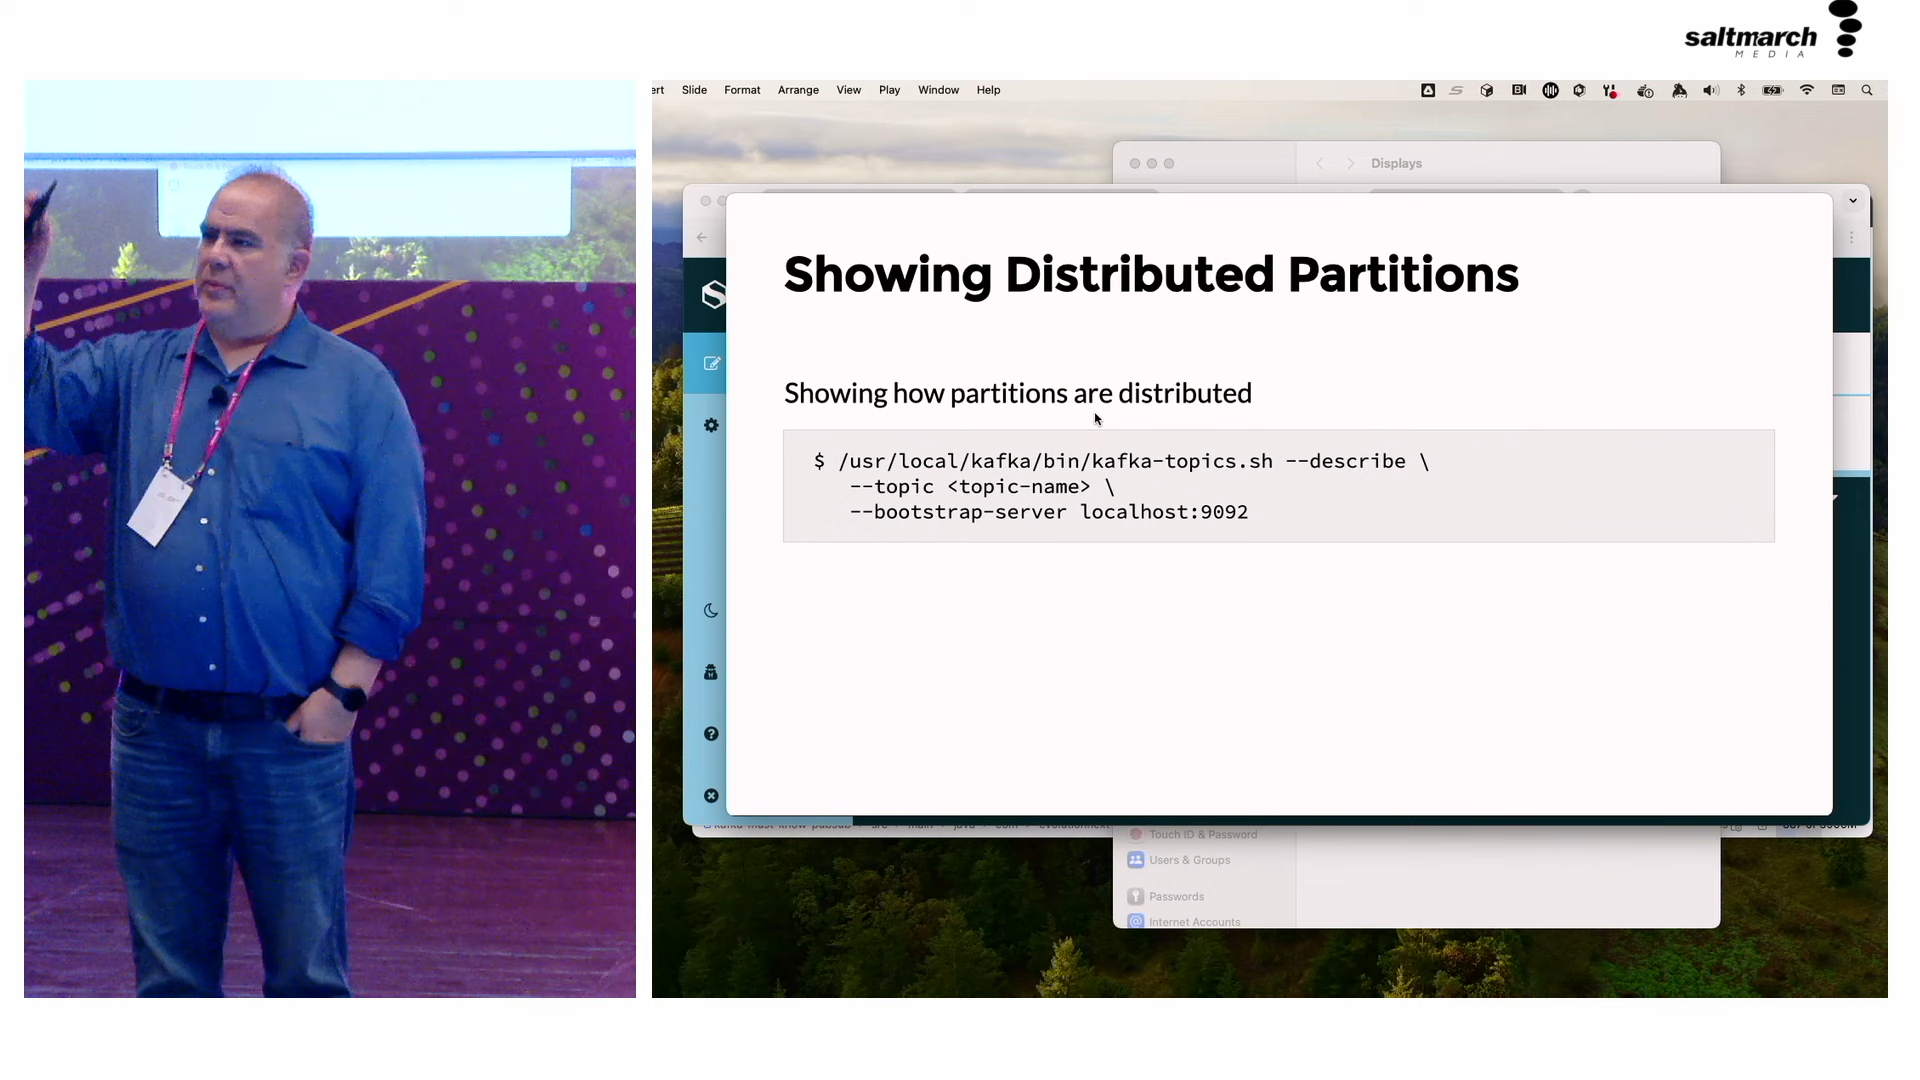 saltmarch
MEDIA
Slide Format Arrange View Play Window Help
Displays
Showing Distributed Partitions
Showing how partitions are distributed
$ /usr/local/kafka/bin/kafka-topics.sh --describe \
--topic <topic-name> \
--bootstrap-server localhost:9092
Touch ID & Password
Users & Groups
Passwords
Internet Accounts